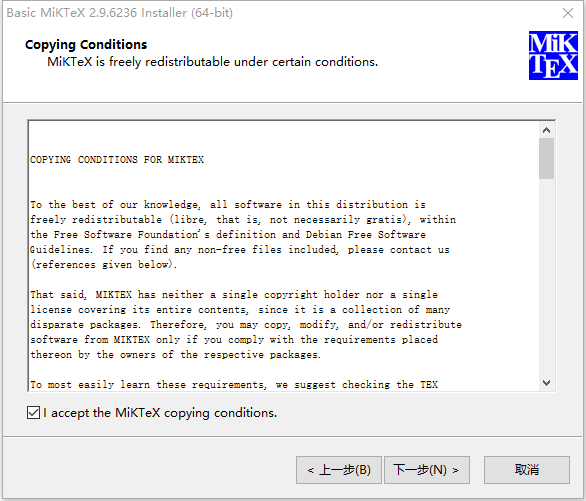 Basic MiKTeX 2.9.6236 Installer (64-bit)
Copying Conditions
MiKTeX is freely redistributable under certain conditions.
MiK
TEX
COPYING CONDITIONS FOR MIKTEX
To the best of our knowledge, all software in this distribution is
freely redistributable (libre, that is, not necessarily gratis), within
the Free Software Foundation's definition and Debian Free Software
Guidelines. If you find any non-free files included, please contact us
(references given below).
That said, MIKTEX has neither a single copyright holder nor a single
license covering its entire contents, since it is a collection of many
disparate packages. Therefore, you may copy, modify, and/or redistribute
software from MIKTEX only if you comply with the requirements placed
thereon by the owners of the respective packages.
To most easily learn these requirements, we suggest checking the TEX
I accept the MiKTeX copying conditions.
< 上一步(B) 下一步(N) > 取消